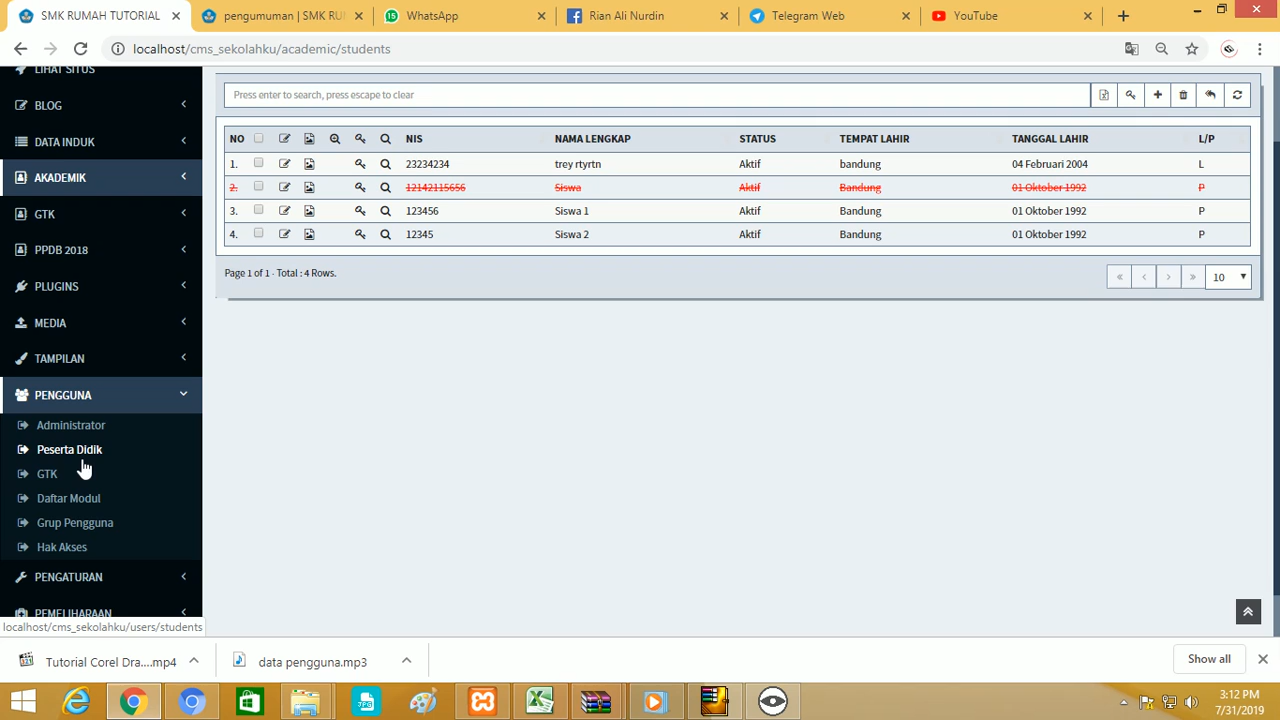 SMK RUMAH TUTORIAL
pengumuman | SMK RU
WhatsApp
Rian Ali Nurdin
Telegram Web
YouTube
localhost/cms_sekolahku/academic/students
LIHAT SITUS
BLOG
DATA INDUK
AKADEMIK
GTK
PPDB 2018
PLUGINS
MEDIA
TAMPILAN
PENGGUNA
Administrator
Peserta Didik
GTK
Daftar Modul
Grup Pengguna
Hak Akses
PENGATURAN
PEMELIHARAAN
Press enter to search, press escape to clear
NO NIS NAMA LENGKAP STATUS TEMPAT LAHIR TANGGAL LAHIR L/P
1. 23234234 trey rtyrtn Aktif bandung 04 Februari 2004 L
2. 12142115656 Siswa Aktif Bandung 01 Oktober 1992 P
3. 123456 Siswa 1 Aktif Bandung 01 Oktober 1992 P
4. 12345 Siswa 2 Aktif Bandung 01 Oktober 1992 P
Page 1 of 1 - Total : 4 Rows.
« ‹ › » 10
localhost/cms_sekolahku/users/students
Tutorial Corel Dra....mp4
data pengguna.mp3
Show all
3:12 PM
7/31/2019